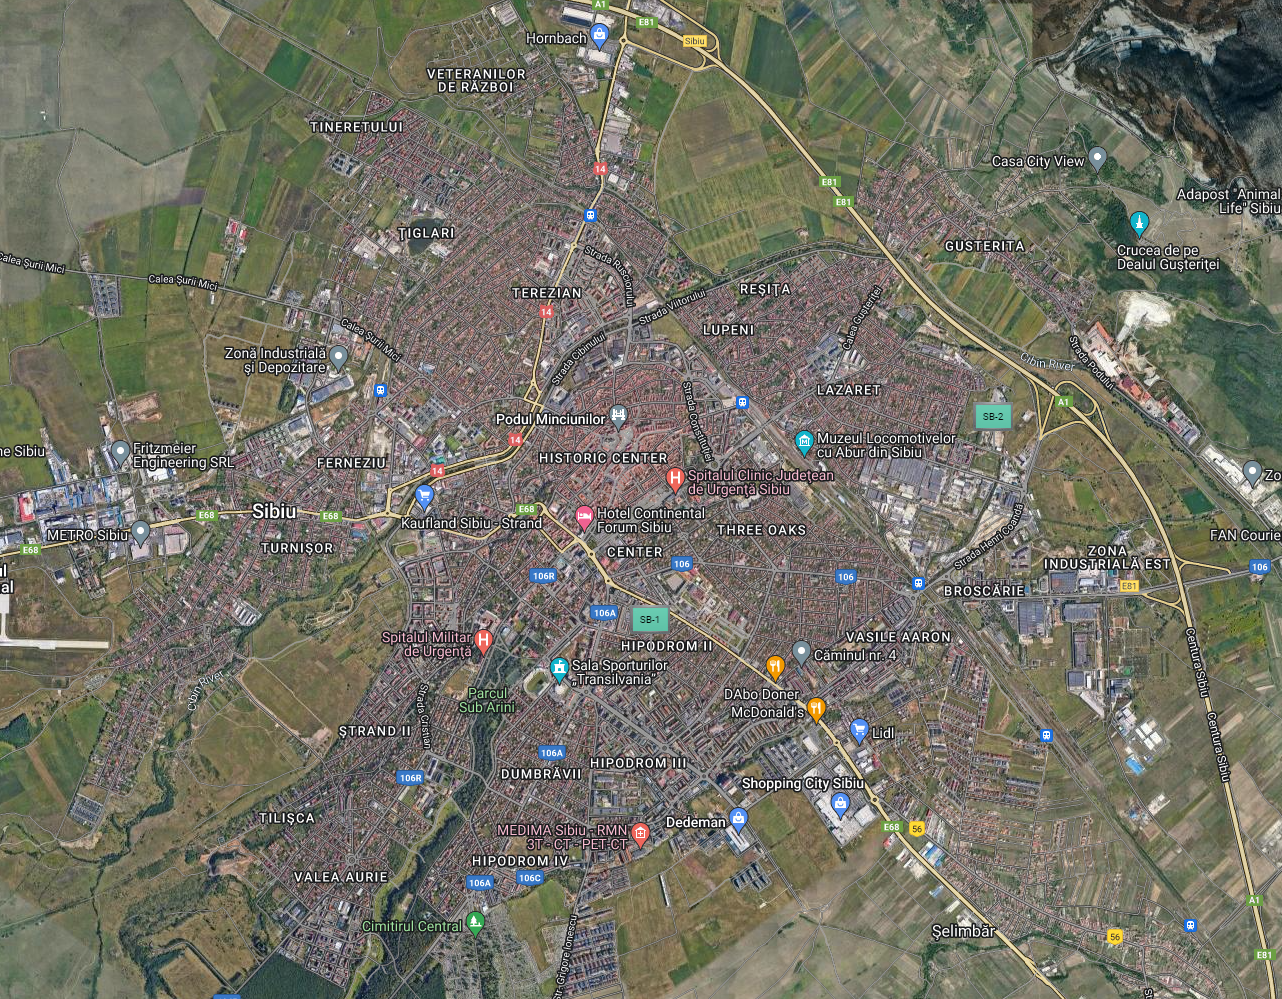 A1
E81
Hornbach
Sibiu
VETERANILOR
DE RĂZBOI
TINERETULUI
14
Casa City View
E81
E81
Adapost "Animal
Life" Sibiu
ȚIGLARI
GUSTERITA
Crucea de pe
Dealul Gușteriței
Calea Șurii Mici
Calea Șurii Mici
Strada Rusciorului
TEREZIAN
REȘIȚA
14
Strada Viitorului
LUPENI
Calea Gușteriței
Calea Șurii Mici
Strada Cibinului
Zonă Industrială
și Depozitare
Cibin River
Strada Podului
LAZARET
A1
SB-2
Podul Minciunilor
Strada Constituției
14
Muzeul Locomotivelor
cu Abur din Sibiu
ne Sibiu
Fritzmeier
Engineering SRL
HISTORIC CENTER
FERNEZIU
14
Spitalul Clinic Județean
de Urgență Sibiu
Zo
Sibiu
E68
E68
E68
Kaufland Sibiu - Strand
Hotel Continental
Forum Sibiu
THREE OAKS
METRO Sibiu
E68
FAN Courie
Strada Henri Coandă
TURNIȘOR
CENTER
ZONA
INDUSTRIALĂ EST
106
106R
106
106
ul
al
E81
BROSCĂRIE
106A
SB-1
Spitalul Militar
de Urgență
HIPODROM II
VASILE AARON
Căminul nr. 4
Sala Sporturilor
„Transilvania"
Centura Sibiu
Cibin River
Parcul
Sub Arini
DAbo Doner
McDonald's
Strada Cristian
ȘTRAND II
Lidl
Centura Sibiu
106A
HIPODROM III
106R
DUMBRĂVII
Shopping City Sibiu
TILIȘCA
Dedeman
E68
56
MEDIMA Sibiu - RMN
3T - CT - PET-CT
HIPODROM IV
VALEA AURIE
106A
106C
A1
Cimitirul Central
Str. Grigore Ionescu
Șelimbăr
56
E81